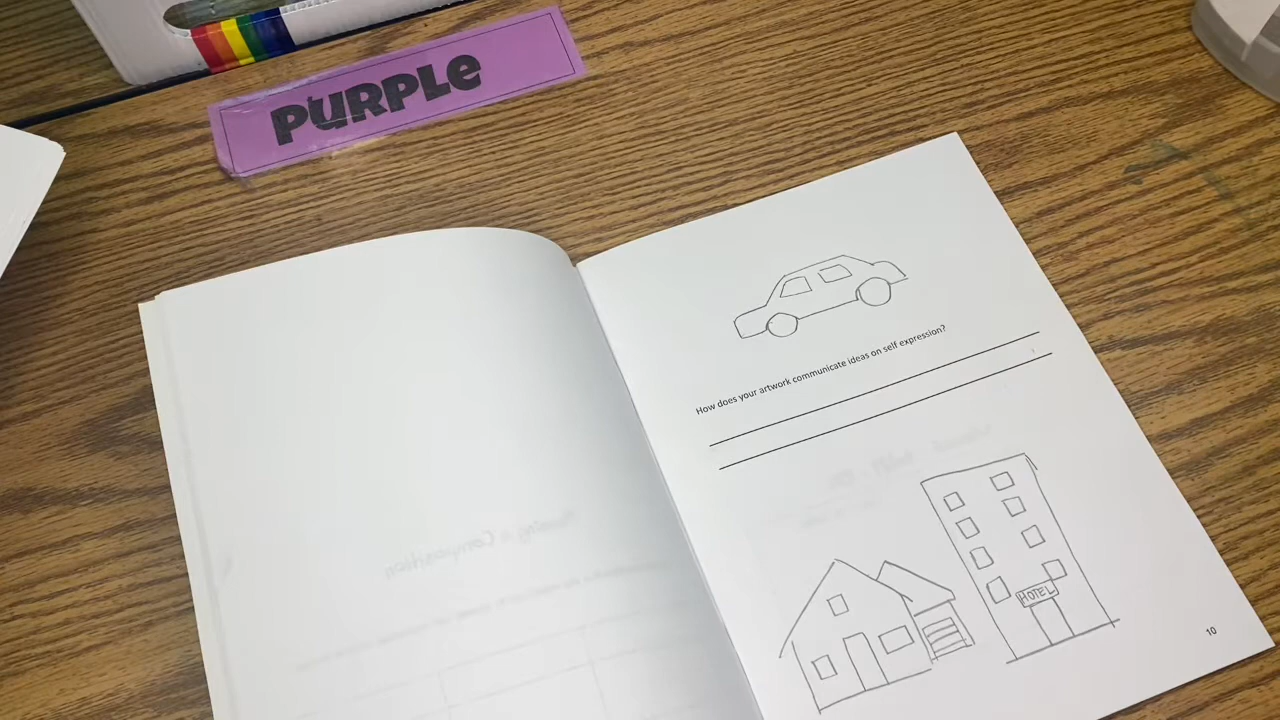 PURPLE
How does your artwork communicate ideas on self expression?
HOTEL
10